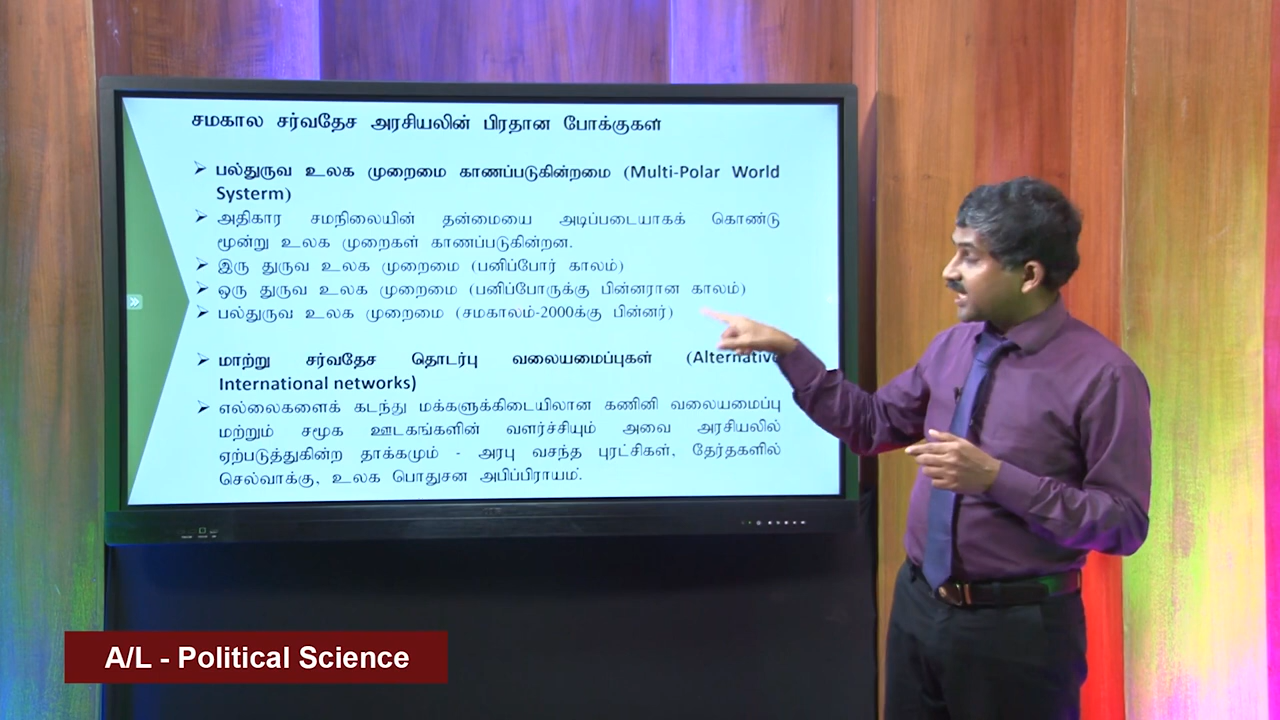 சமகால சர்வதேச அரசியலின் பிரதான போக்குகள்
➢ பல்துருவ உலக முறைமை காணப்படுகின்றமை (Multi-Polar World
Systerm)
➢ அதிகார சமநிலையின் தன்மையை அடிப்படையாகக் கொண்டு
மூன்று உலக முறைகள் காணப்படுகின்றன.
➢ இரு துருவ உலக முறைமை (பனிப்போர் காலம்)
➢ ஒரு துருவ உலக முறைமை (பனிப்போருக்கு பின்னரான காலம்)
➢ பல்துருவ உலக முறைமை (சமகாலம்-2000க்கு பின்னர்)
➢ மாற்று சர்வதேச தொடர்பு வலையமைப்புகள் (Alternative
International networks)
➢ எல்லைகளைக் கடந்து மக்களுக்கிடையிலான கணினி வலையமைப்பு
மற்றும் சமூக ஊடகங்களின் வளர்ச்சியும் அவை அரசியலில்
ஏற்படுத்துகின்ற தாக்கமும் - அரபு வசந்த புரட்சிகள், தேர்தகளில்
செல்வாக்கு, உலக பொதுசன அபிப்பிராயம்.
A/L - Political Science